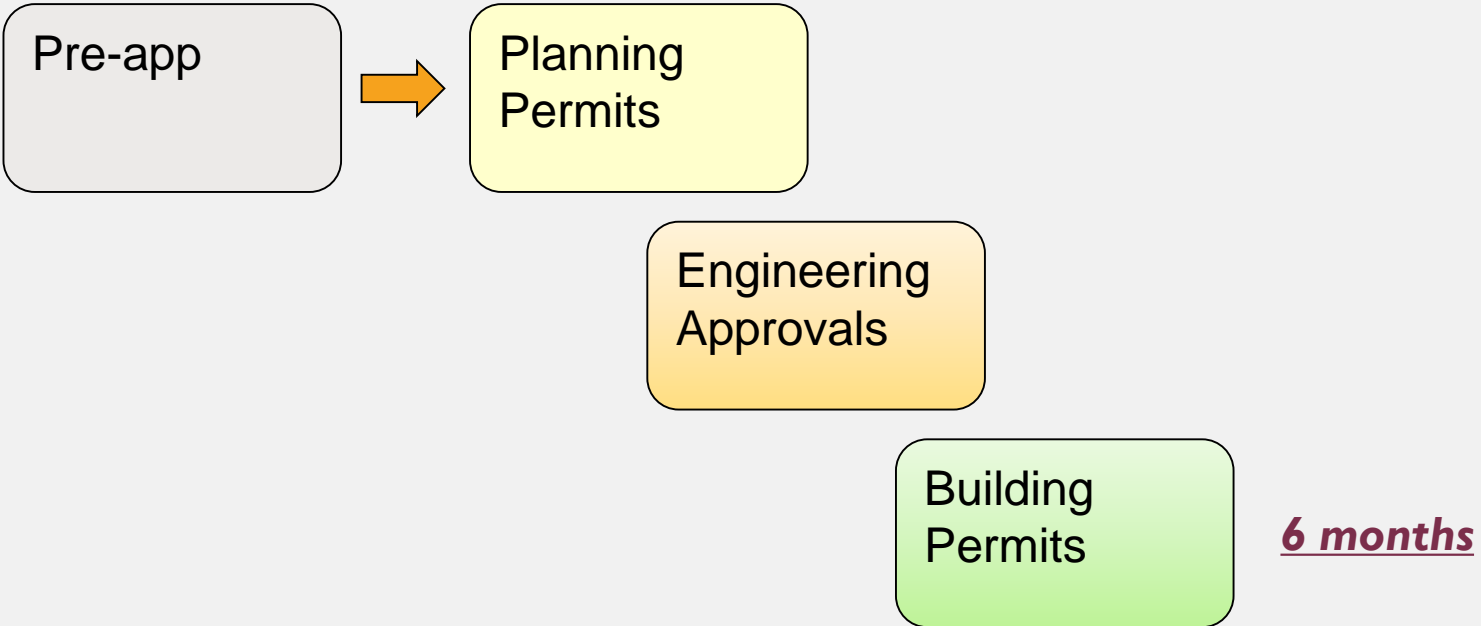 Pre-app
Planning
Permits
Engineering
Approvals
Building
Permits
6 months